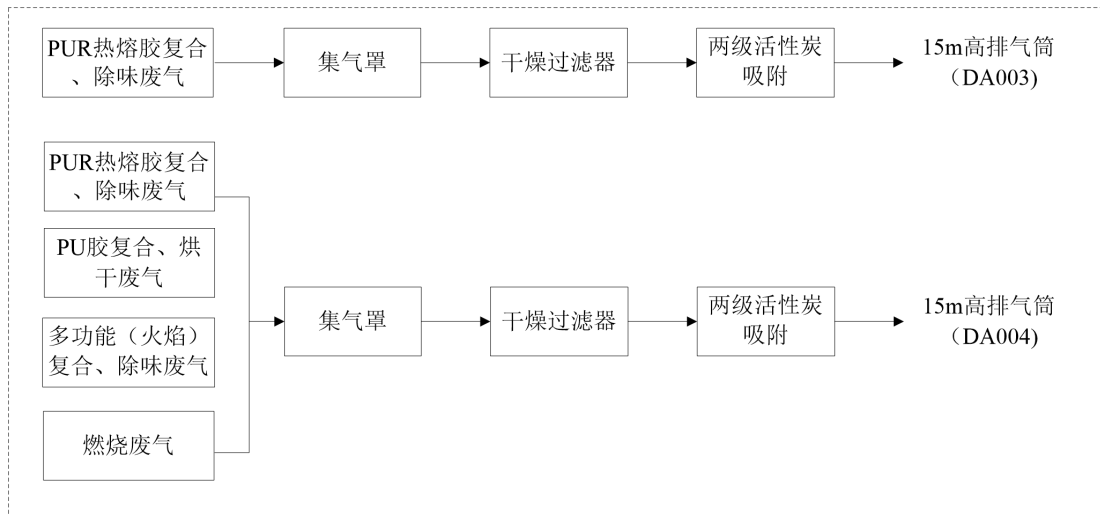 PUR热熔胶复合
、除味废气
集气罩
干燥过滤器
两级活性炭
吸附
15m高排气筒
（DA003)
PUR热熔胶复合
、除味废气
PU胶复合、烘
干废气
多功能（火焰）
复合、除味废气
燃烧废气
集气罩
干燥过滤器
两级活性炭
吸附
15m高排气筒
（DA004)